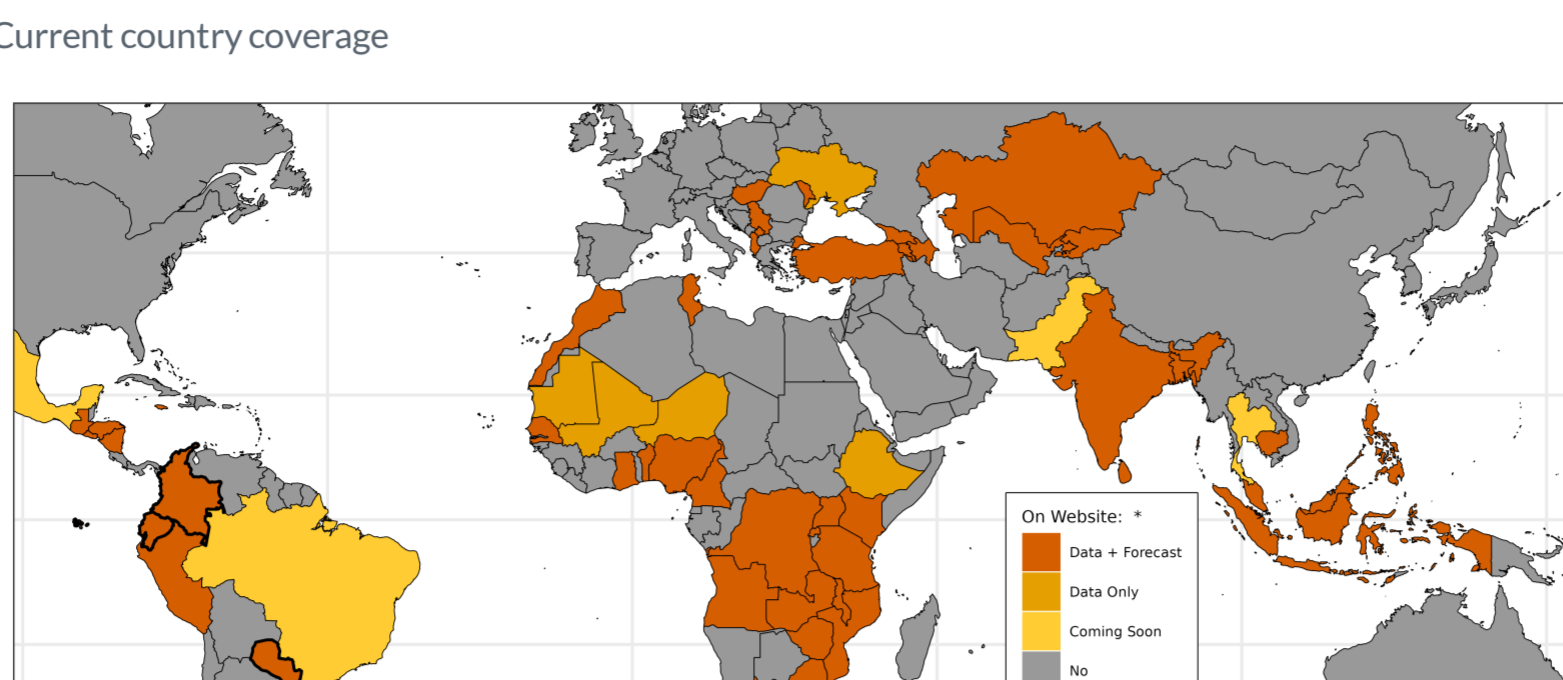 Current country coverage
On Website: *
Data + Forecast
Data Only
Coming Soon
No